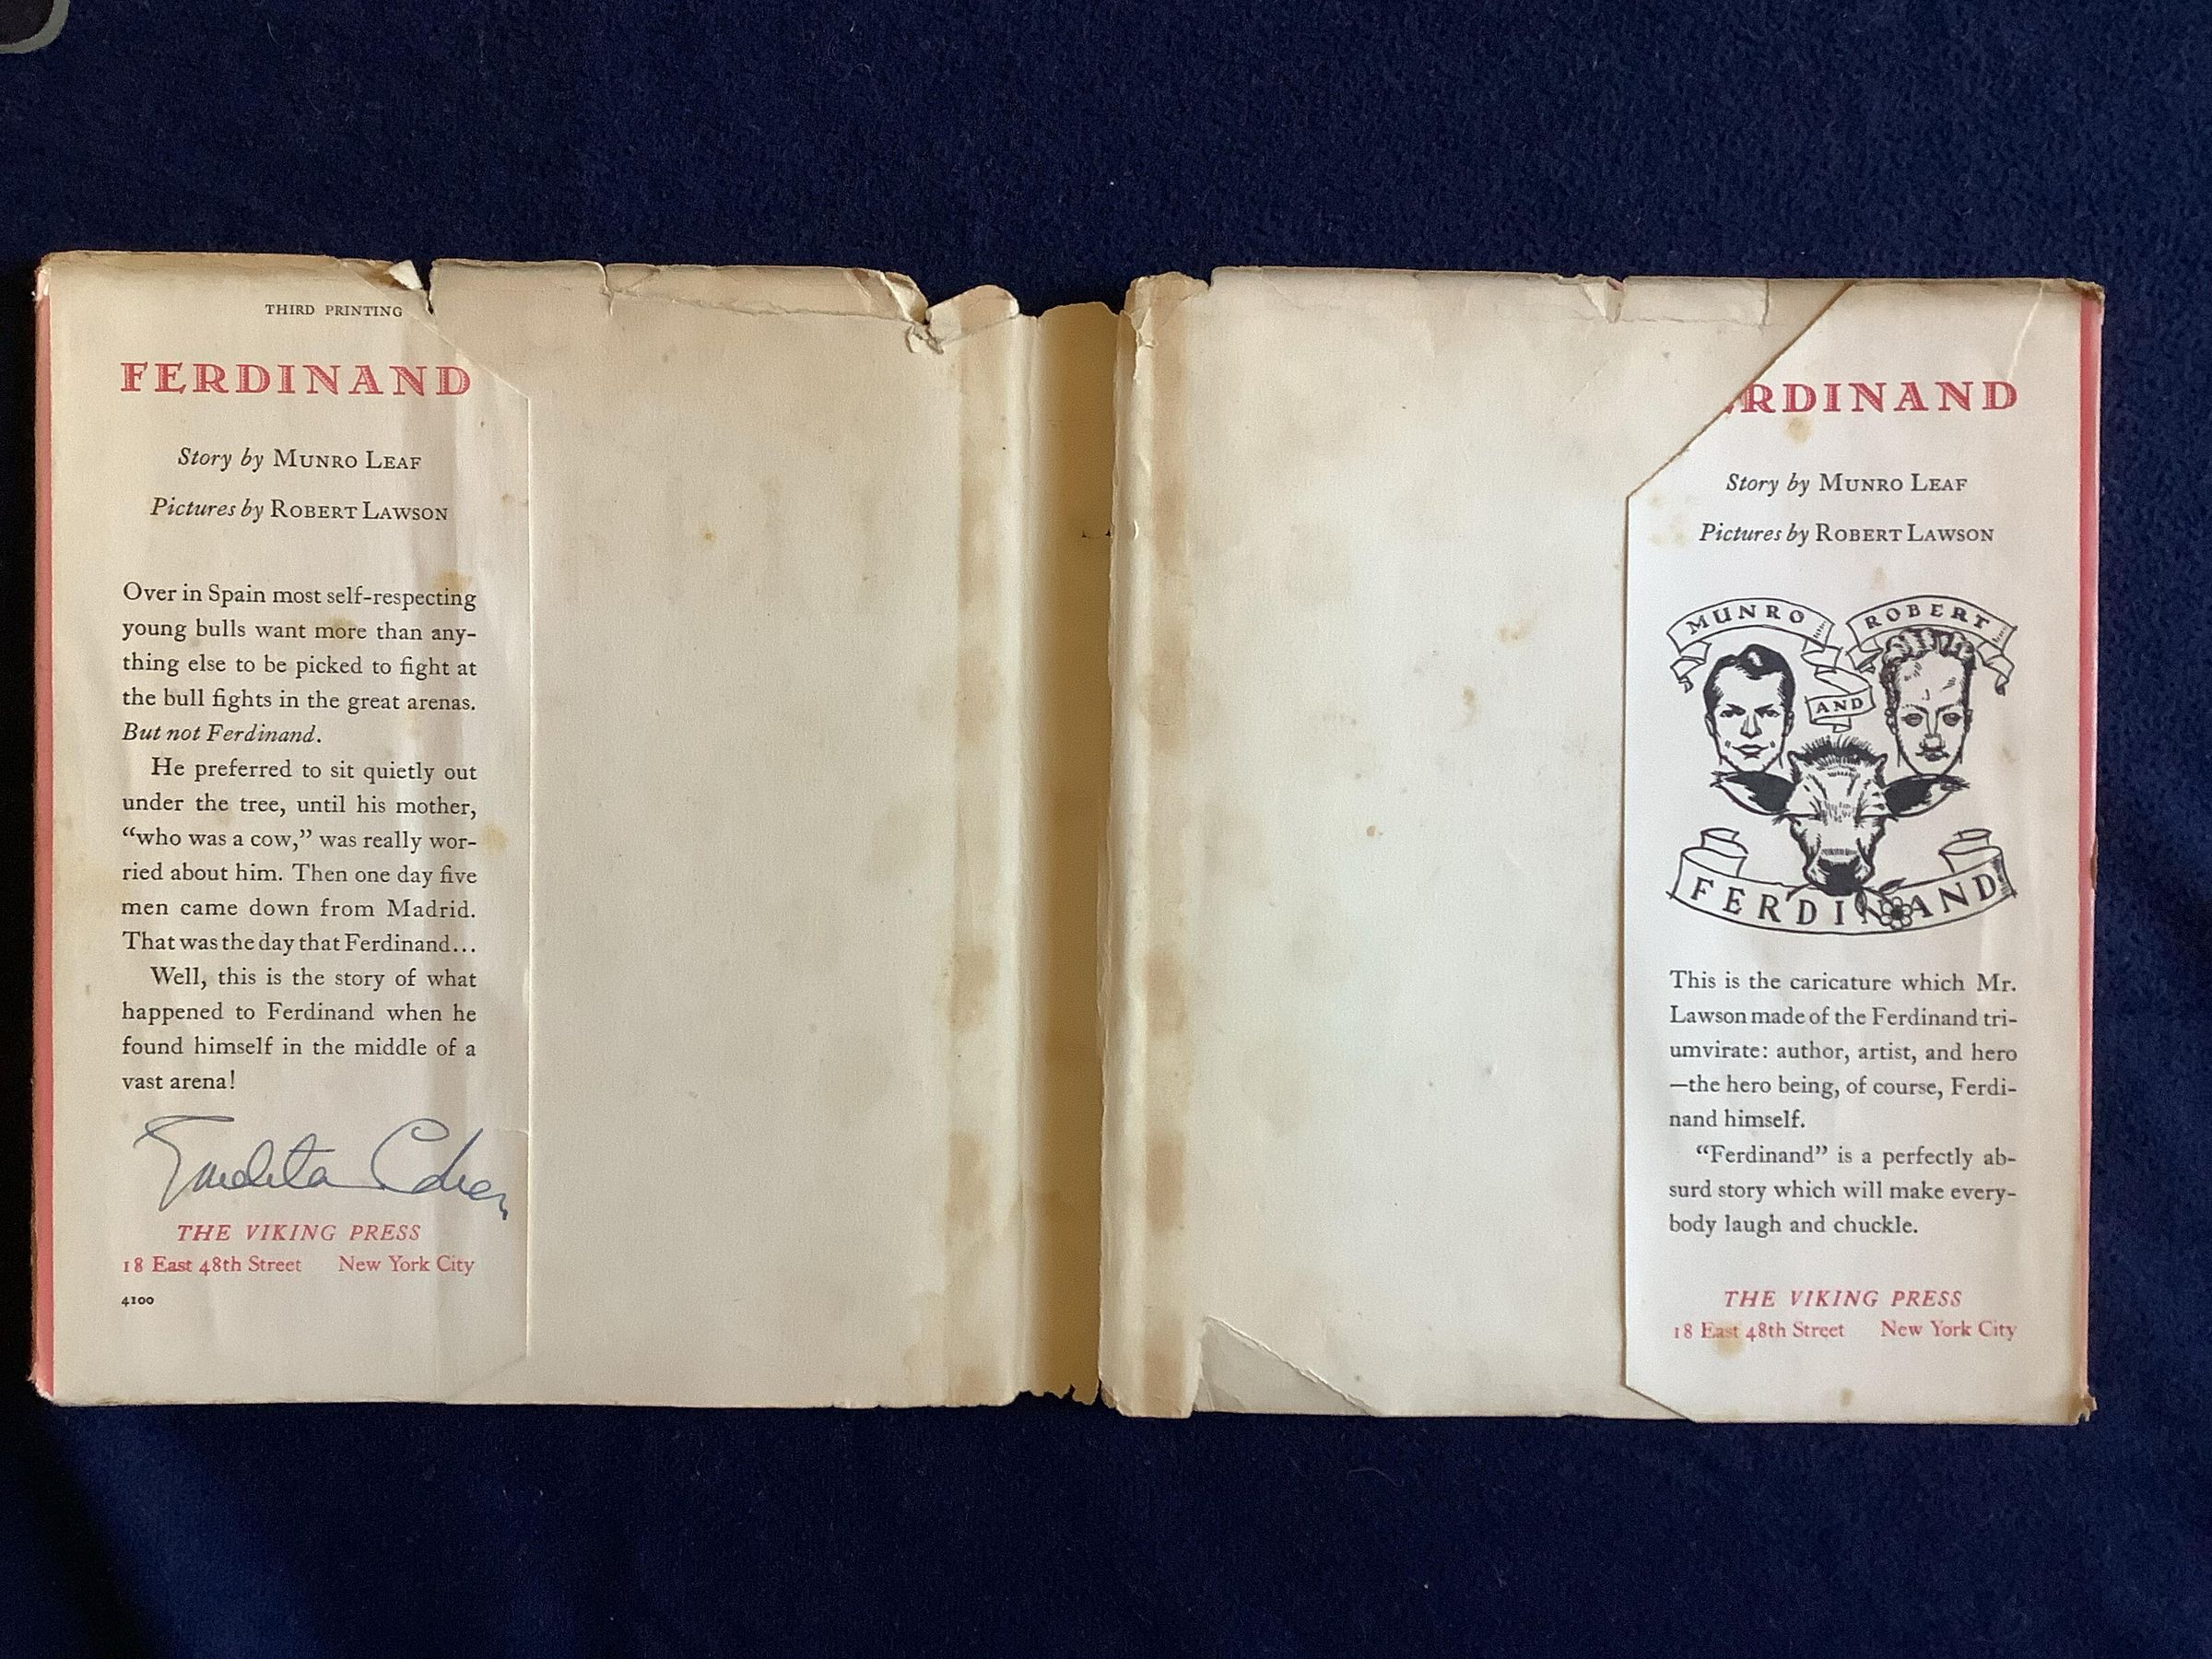 THIRD PRINTING
FERDINAND
Story by MUNRO LEAF
Pictures by ROBERT LAWSON
Over in Spain most self-respecting
young bulls want more than any-
thing else to be picked to fight at
the bull fights in the great arenas.
But not Ferdinand.
He preferred to sit quietly out
under the tree, until his mother,
“who was a cow,” was really wor-
ried about him. Then one day five
men came down from Madrid.
That was the day that Ferdinand...
Well, this is the story of what
happened to Ferdinand when he
found himself in the middle of a
vast arena!
THE VIKING PRESS
18 East 48th Street New York City
4100
RDINAND
Story by MUNRO LEAF
Pictures by ROBERT LAWSON
MUNRO
ROBERT
AND
FERDINAND
This is the caricature which Mr.
Lawson made of the Ferdinand tri-
umvirate: author, artist, and hero
—the hero being, of course, Ferdi-
nand himself.
“Ferdinand” is a perfectly ab-
surd story which will make every-
body laugh and chuckle.
THE VIKING PRESS
18 East 48th Street New York City